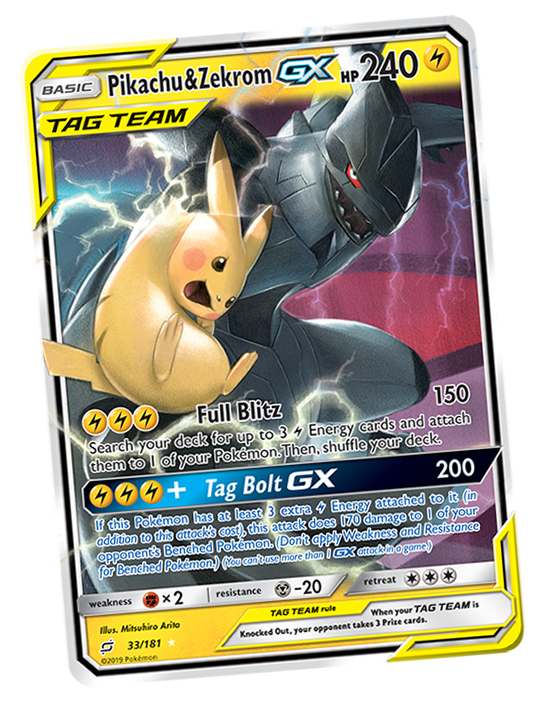 BASIC Pikachu&Zekrom GX HP 240
TAG TEAM
Full Blitz 150
Search your deck for up to 3 Energy cards and attach
them to 1 of your Pokémon. Then, shuffle your deck.
+ Tag Bolt GX 200
If this Pokémon has at least 3 extra Energy attached to it (in
addition to this attack's cost), this attack does 170 damage to 1 of your
opponent's Benched Pokémon. (Don't apply Weakness and Resistance
for Benched Pokémon.) (You can't use more than 1 GX attack in a game.)
weakness ×2 resistance -20 retreat
Illus. Mitsuhiro Arita
33/181
©2019 Pokémon
TAG TEAM rule When your TAG TEAM is
Knocked Out, your opponent takes 3 Prize cards.